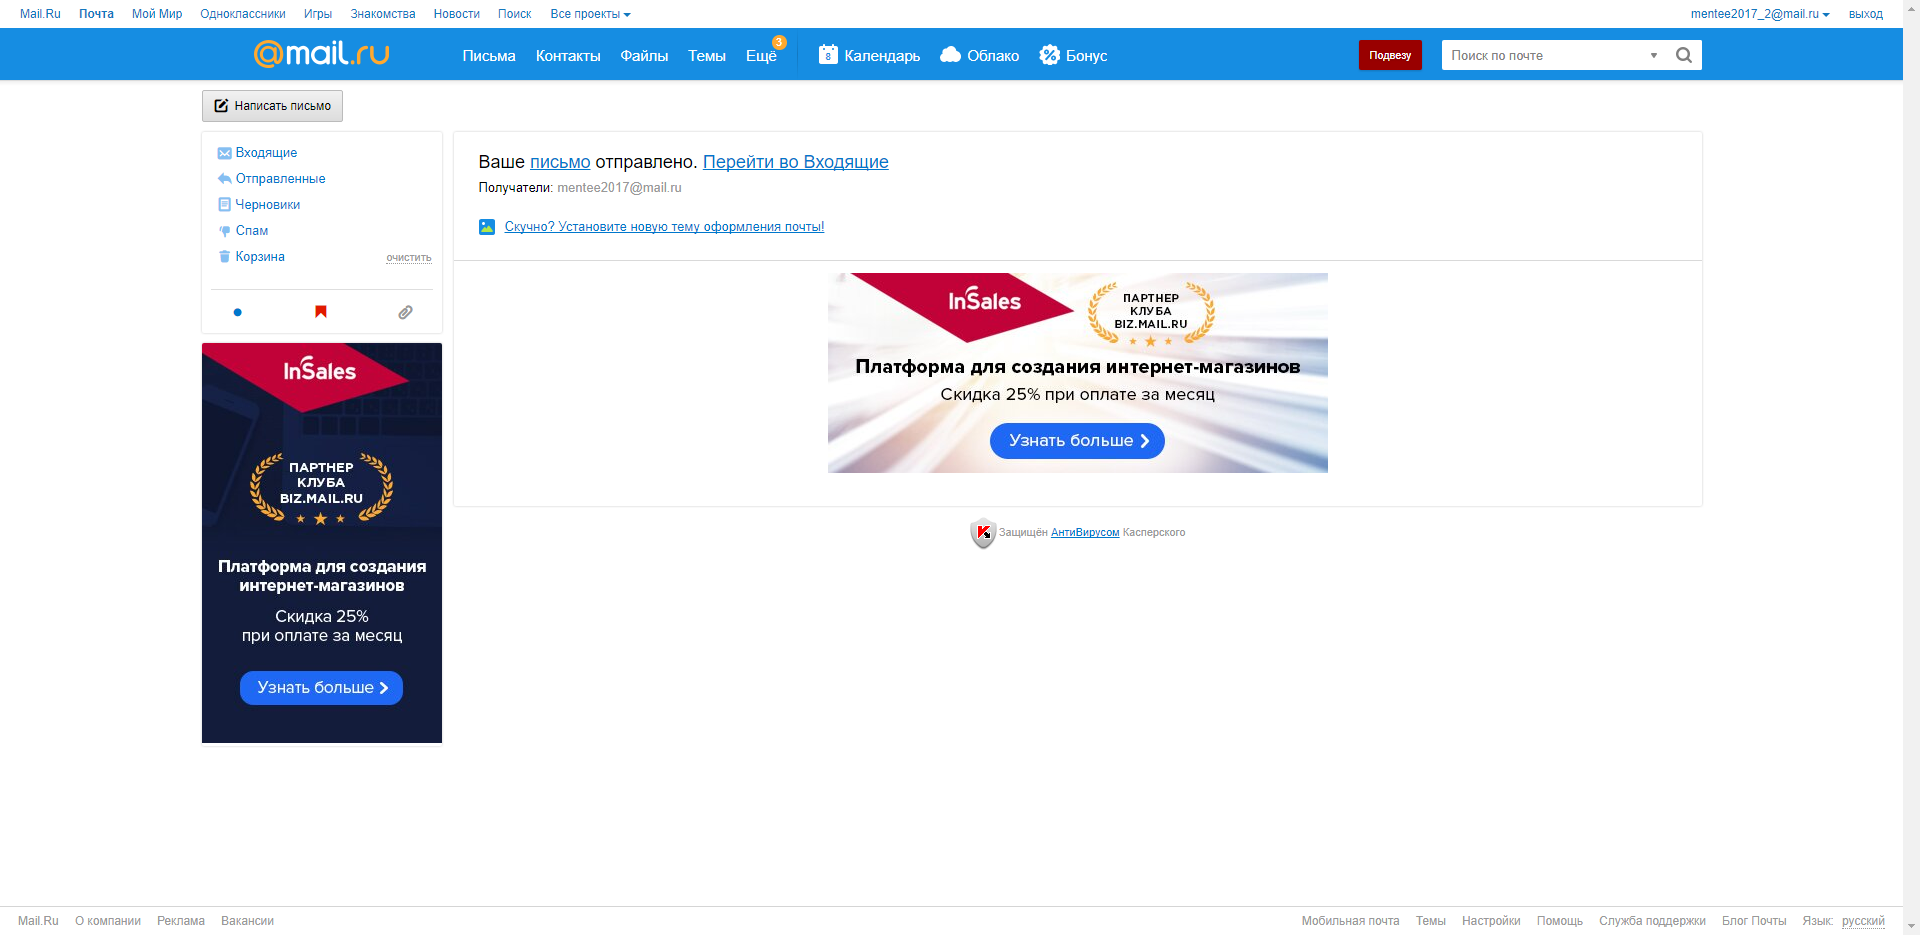 Mail.Ru Почта Мой Мир Одноклассники Игры Знакомства Новости Поиск Все проекты mentee2017_2@mail.ru выход
@mail.ru Письма Контакты Файлы Темы Ещё 3 8 Календарь Облако Бонус Подвезу Поиск по почте
Написать письмо
Входящие
Отправленные
Черновики
Спам
Корзина очистить
Ваше письмо отправлено. Перейти во Входящие
Получатели: mentee2017@mail.ru
Скучно? Установите новую тему оформления почты!
InSales
ПАРТНЕР
КЛУБА
BIZ.MAIL.RU
Платформа для создания интернет-магазинов
Скидка 25% при оплате за месяц
Узнать больше
InSales
ПАРТНЕР
КЛУБА
BIZ.MAIL.RU
Платформа для создания
интернет-магазинов
Скидка 25%
при оплате за месяц
Узнать больше
Защищён АнтиВирусом Касперского
Mail.Ru О компании Реклама Вакансии Мобильная почта Темы Настройки Помощь Служба поддержки Блог Почты Язык: русский